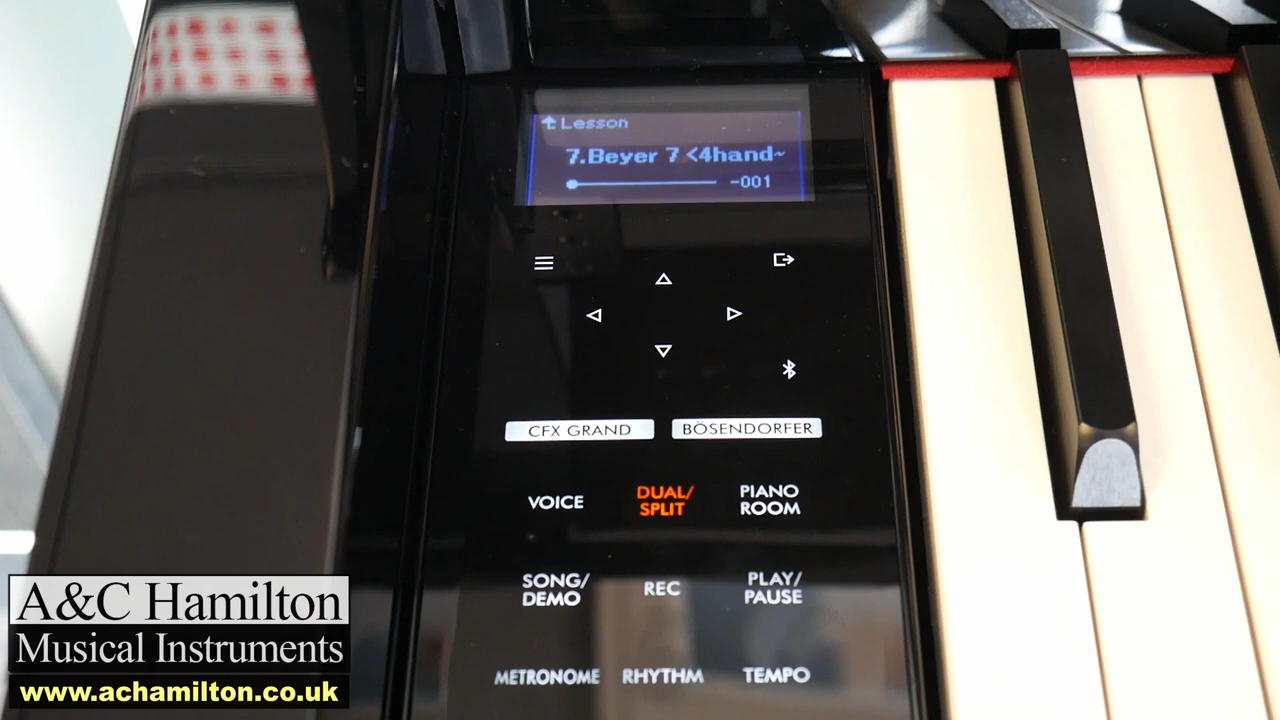 Lesson
7.Beyer 7 <4hand~
-001
CFX GRAND
BÖSENDORFER
VOICE
DUAL/
SPLIT
PIANO
ROOM
SONG/
DEMO
REC
PLAY/
PAUSE
METRONOME
RHYTHM
TEMPO
A&C Hamilton
Musical Instruments
www.achamilton.co.uk